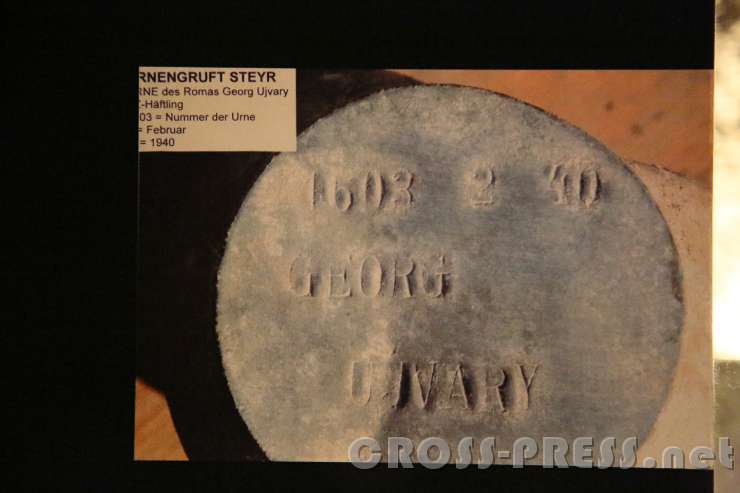 RNENGRUFT STEYR
RNE des Romas Georg Ujvary
-Häftling
03 = Nummer der Urne
= Februar
= 1940
1603 2 40
GEORG
UJVARY
CROSS-PRESS.net